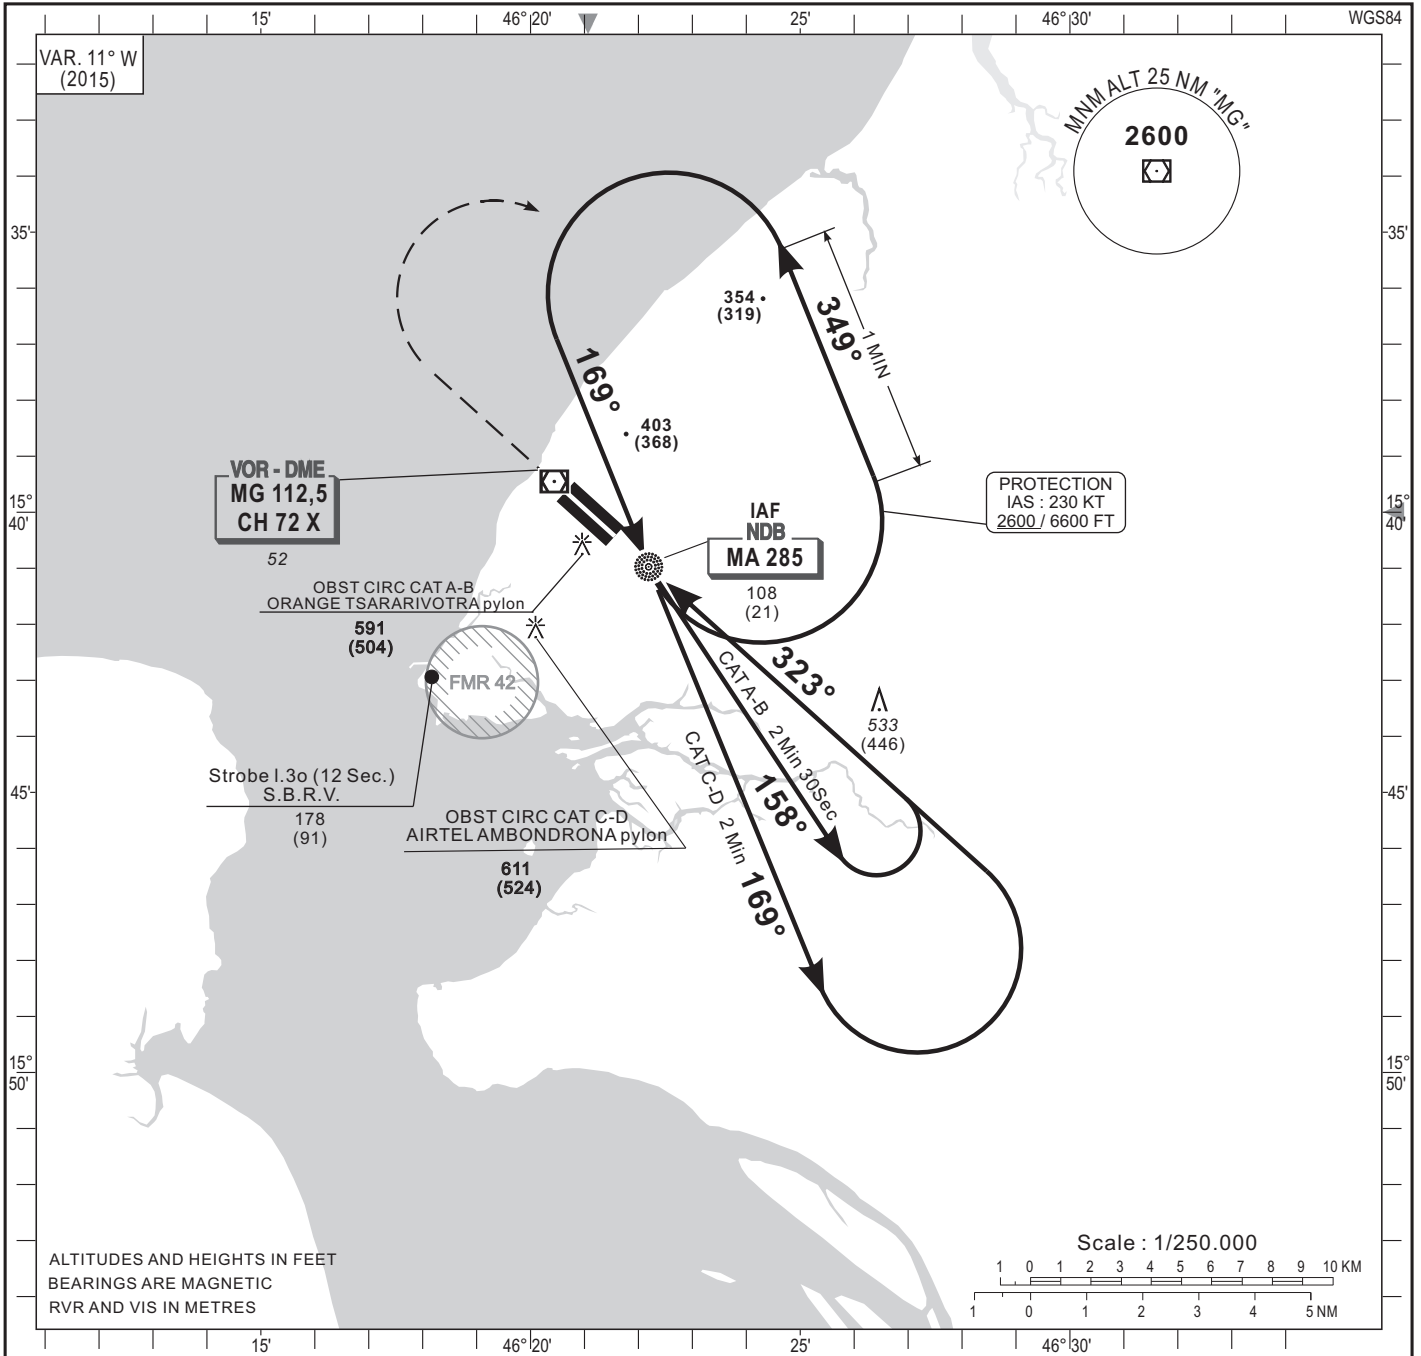 15'
46°20'
25'
46°30'
WGS84
VAR. 11° W
(2015)
MNM ALT 25 NM "MG"
2600
35'
35'
354
(319)
349°
1 MIN
169°
403
(368)
VOR - DME
MG 112,5
CH 72 X
52
PROTECTION
IAS : 230 KT
2600 / 6600 FT
15°
40'
15°
40'
IAF
NDB
MA 285
108
(21)
OBST CIRC CAT A-B
ORANGE TSARARIVOTRA pylon
591
(504)
FMR 42
323°
CAT A-B 2 Min 30Sec
158°
533
(446)
CAT C-D 2 Min
169°
Strobe l.3o (12 Sec.)
S.B.R.V.
178
(91)
45'
45'
OBST CIRC CAT C-D
AIRTEL AMBONDRONA pylon
611
(524)
15°
50'
15°
50'
ALTITUDES AND HEIGHTS IN FEET
BEARINGS ARE MAGNETIC
RVR AND VIS IN METRES
Scale : 1/250.000
1 0 1 2 3 4 5 6 7 8 9 10 KM
1 0 1 2 3 4 5 NM
15'
46°20'
25'
46°30'